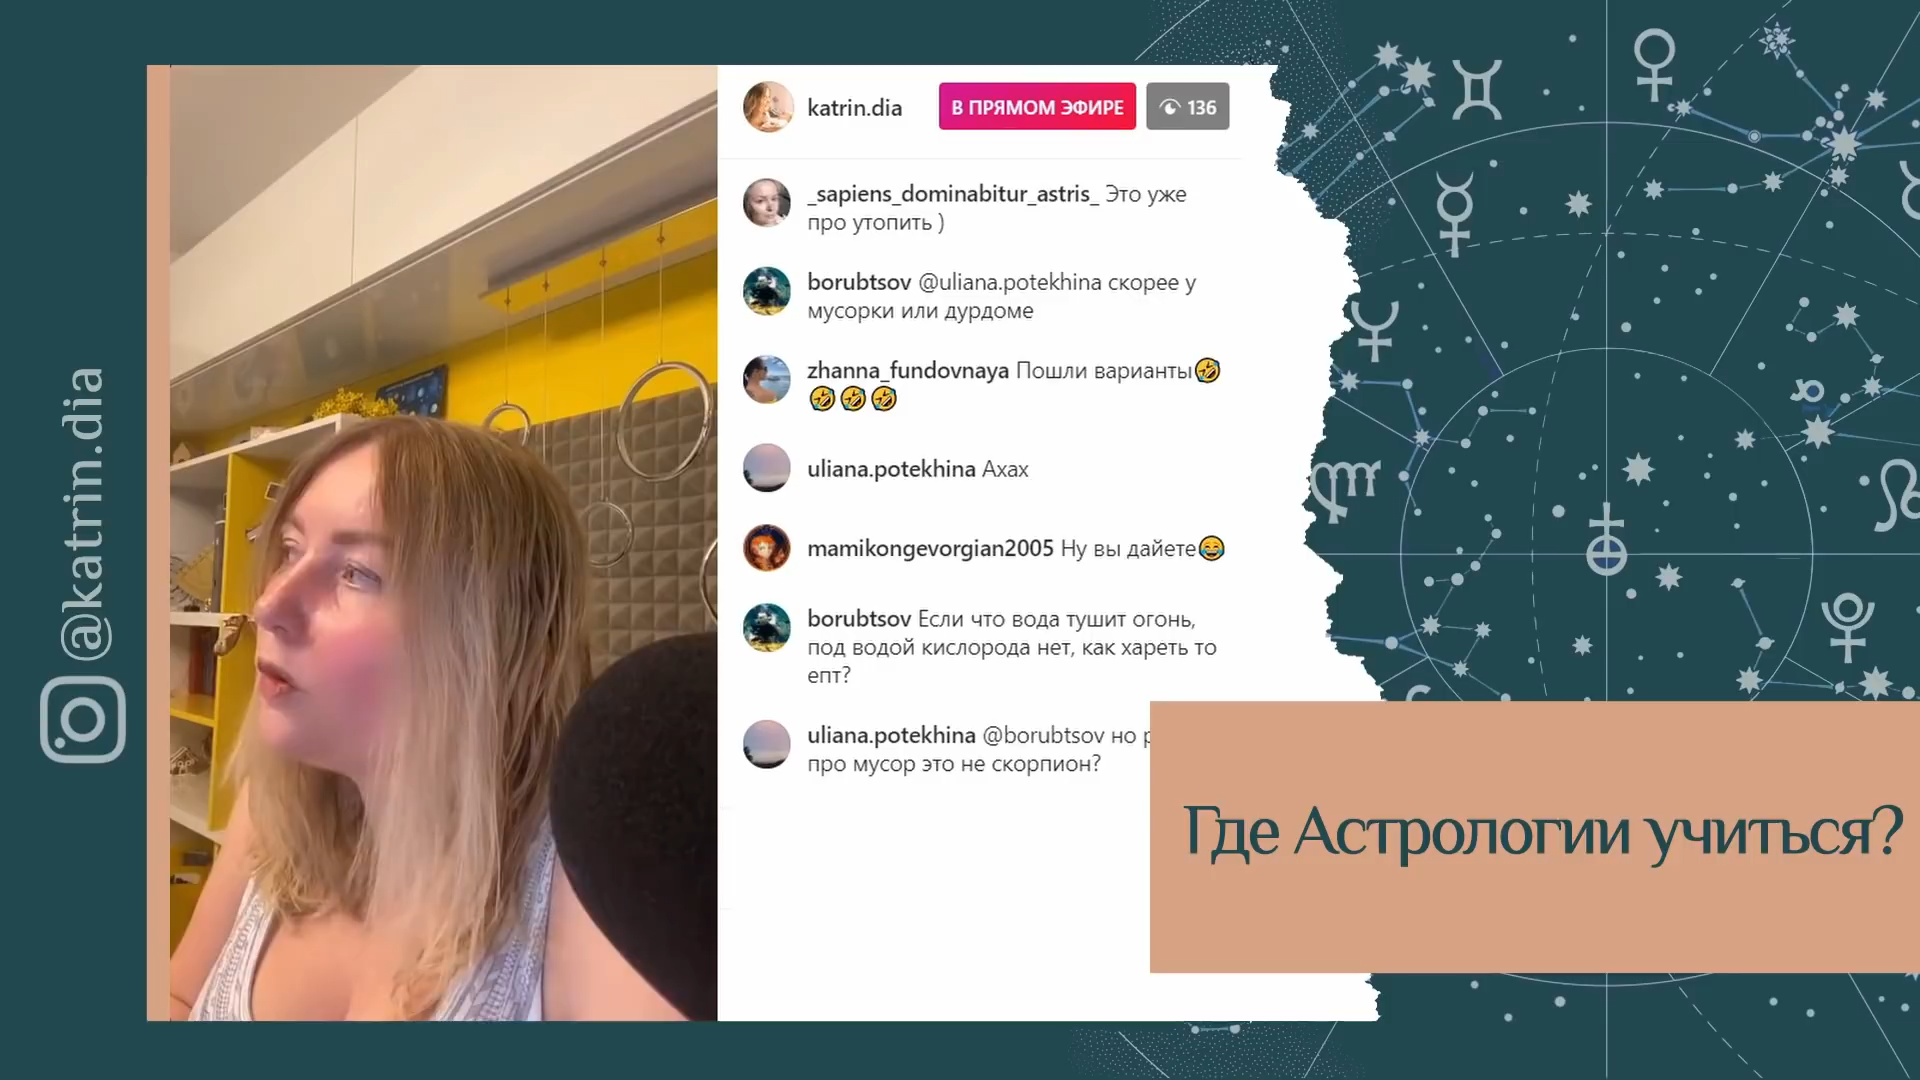 @katrin.dia
katrin.dia
В ПРЯМОМ ЭФИРЕ
136
_sapiens_dominabitur_astris_ Это уже
про утопить )
borubtsov @uliana.potekhina скорее у
мусорки или дурдоме
zhanna_fundovnaya Пошли варианты🤣
🤣🤣🤣
uliana.potekhina Ахах
mamikongevorgian2005 Ну вы дайете😂
borubtsov Если что вода тушит огонь,
под водой кислорода нет, как хареть то
епт?
uliana.potekhina @borubtsov но
про мусор это не скорпион?
Где Астрологии учиться?